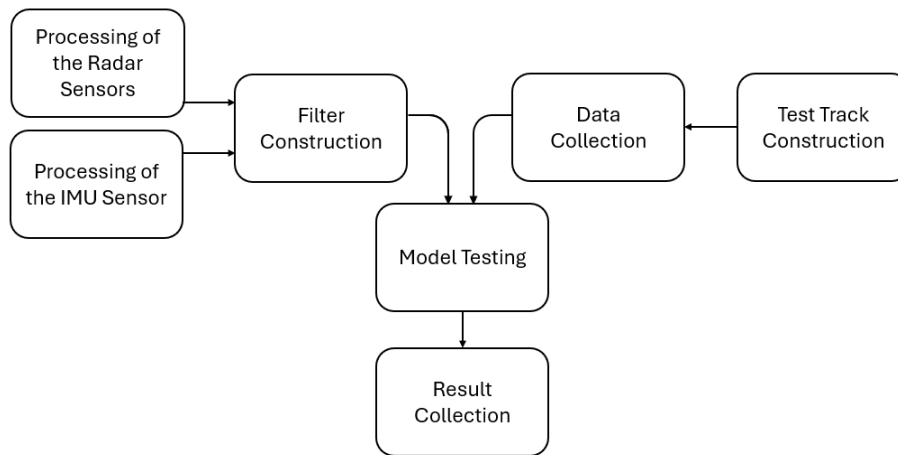 Processing of
the Radar
Sensors
Processing of
the IMU Sensor
Filter
Construction
Data
Collection
Test Track
Construction
Model Testing
Result
Collection